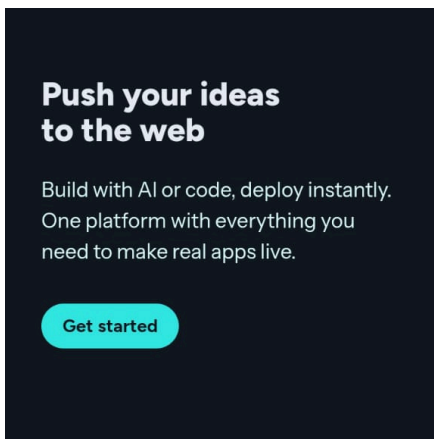 Push your ideas
to the web
Build with AI or code, deploy instantly.
One platform with everything you
need to make real apps live.
Get started